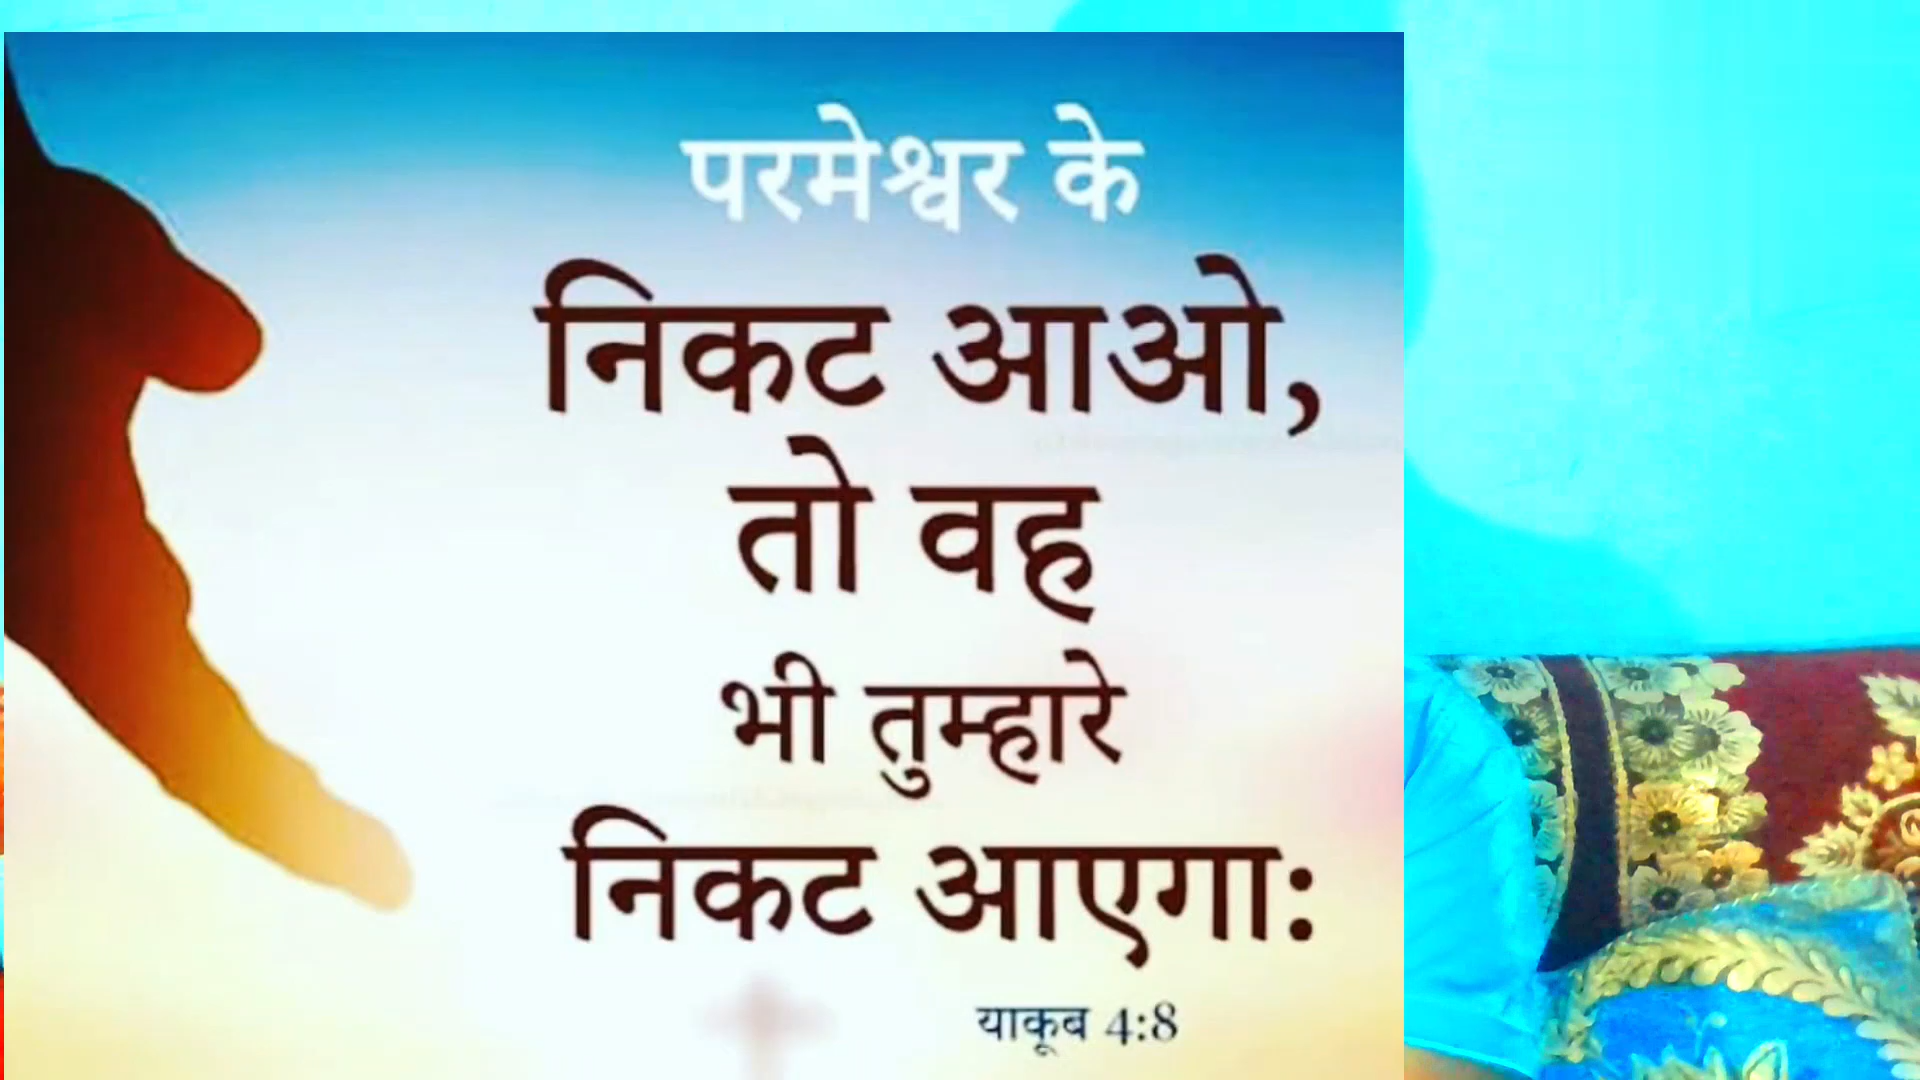 परमेश्वर के
निकट आओ,
तो वह
भी तुम्हारे
निकट आएगा:
याकूब 4:8